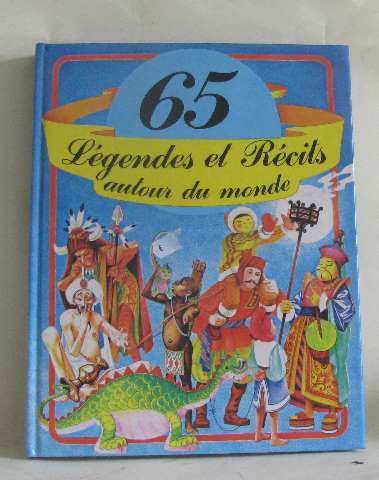 65
Légendes et Récits
autour du monde